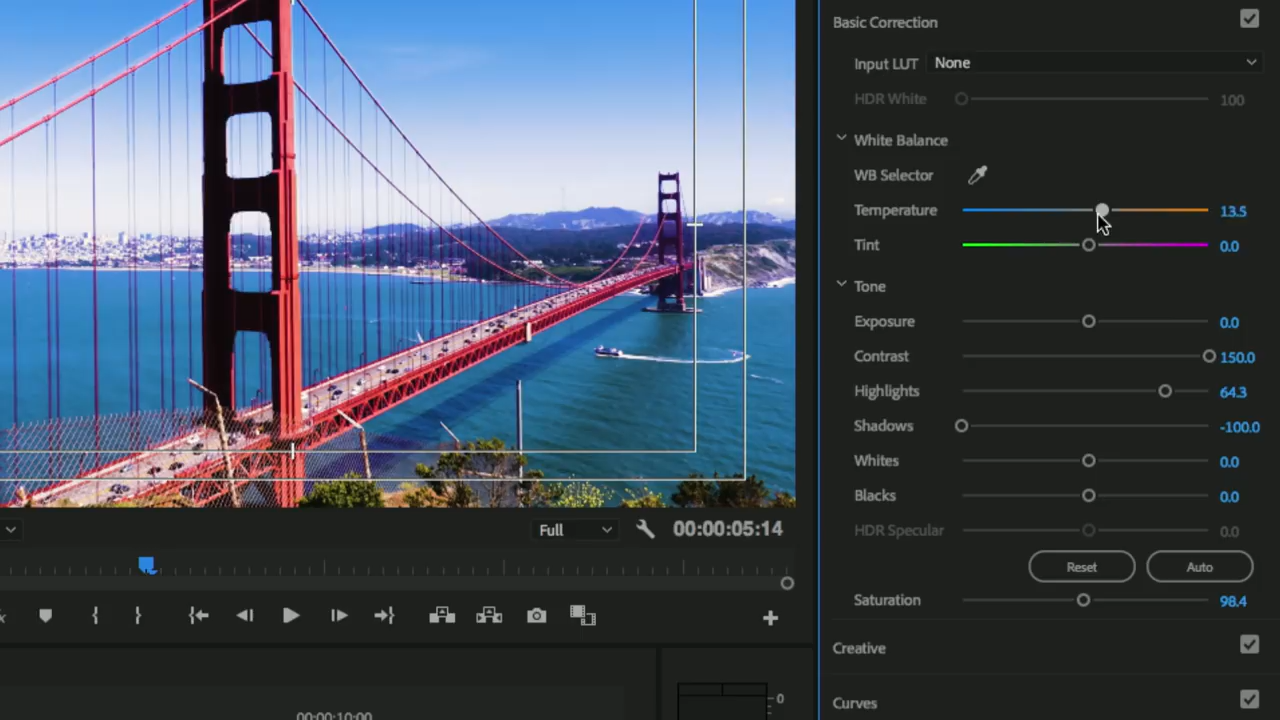 Basic Correction
Input LUT None
HDR White 100
White Balance
WB Selector
Temperature 13.5
Tint 0.0
Tone
Exposure 0.0
Contrast 150.0
Highlights 64.3
Shadows -100.0
Whites 0.0
Blacks 0.0
HDR Specular 0.0
Reset Auto
Saturation 98.4
Creative
Curves
Full 00:00:05:14
00:00:10:00
0